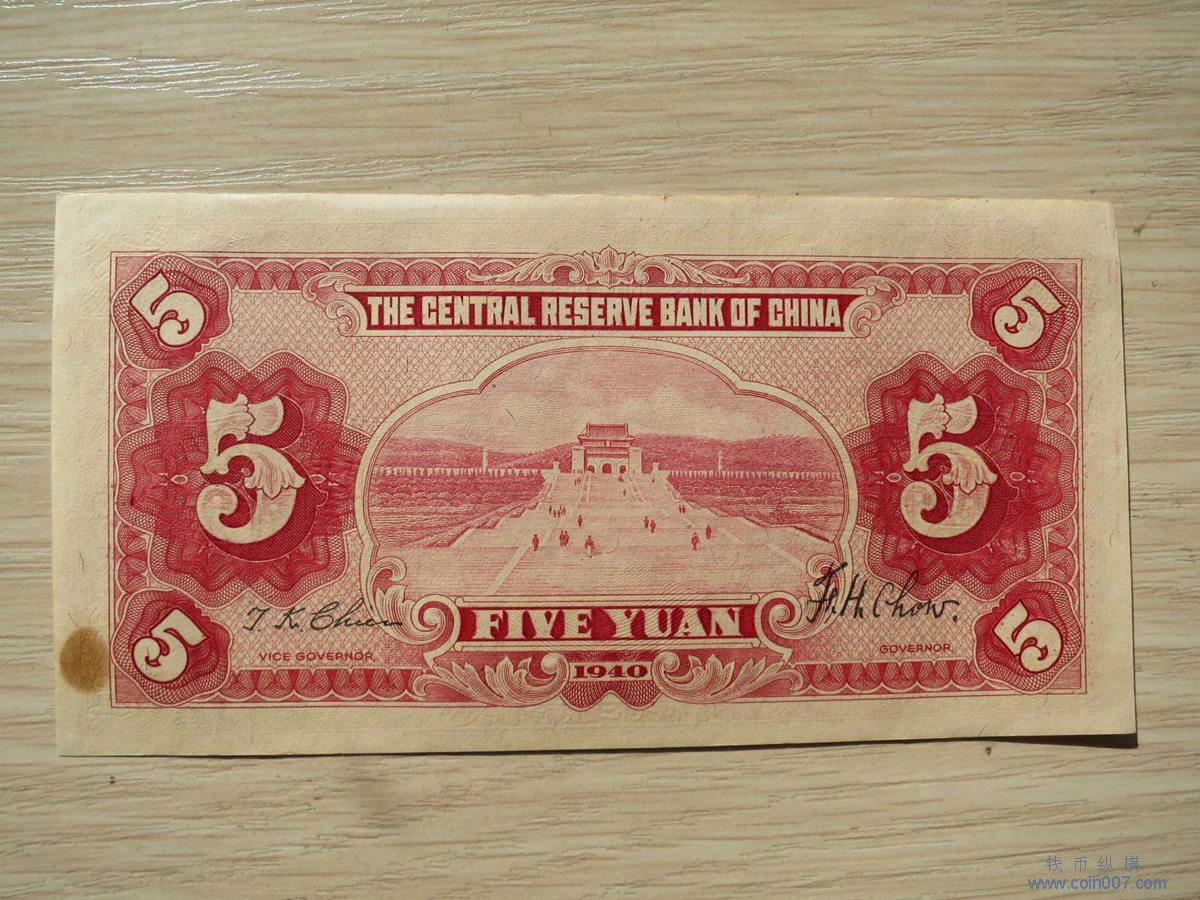 5 5
THE CENTRAL RESERVE BANK OF CHINA
5 5
T. K. Chien F. H. Chow.
FIVE YUAN
VICE GOVERNOR, GOVERNOR,
5 1940 5
钱币纵横
www.coin007.com